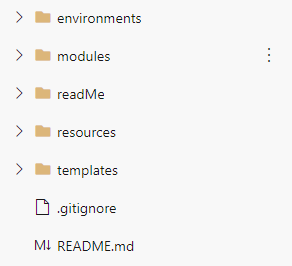 environments
modules
readMe
resources
templates
.gitignore
M↓ README.md